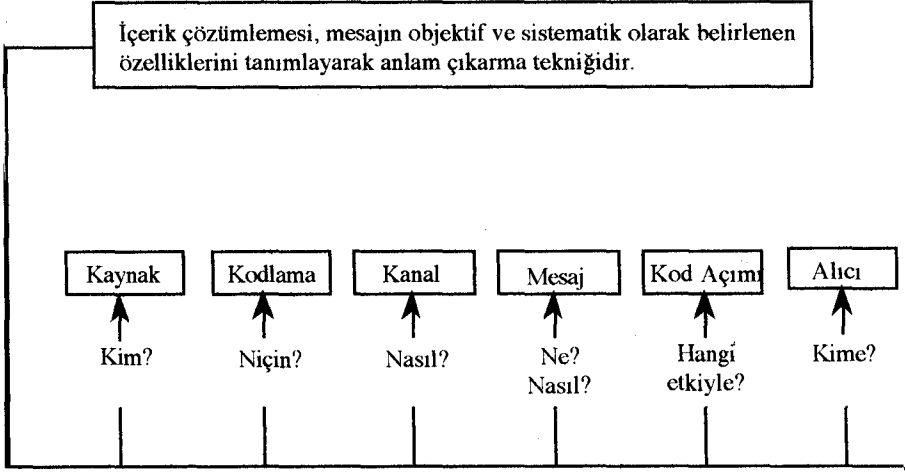 İçerik çözümlemesi, mesajın objektif ve sistematik olarak belirlenen
özelliklerini tanımlayarak anlam çıkarma tekniğidir.
Kaynak Kodlama Kanal Mesaj Kod Açımı Alıcı
Kim? Niçin? Nasıl? Ne? Hangi Kime?
Nasıl? etkiyle?